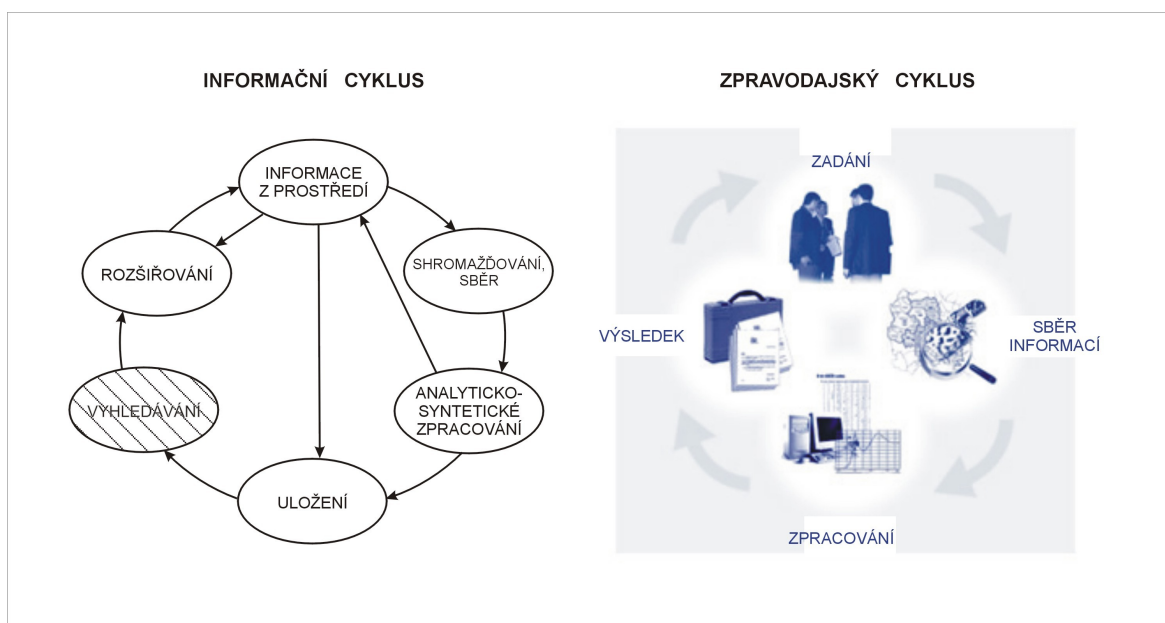 INFORMAČNÍ CYKLUS
INFORMACE
Z PROSTŘEDÍ
ROZŠIŘOVÁNÍ
SHROMAŽĎOVÁNÍ,
SBĚR
VYHLEDÁVÁNÍ
ANALYTICKO-
SYNTETICKÉ
ZPRACOVÁNÍ
ULOŽENÍ
ZPRAVODAJSKÝ CYKLUS
ZADÁNÍ
VÝSLEDEK
SBĚR
INFORMACÍ
ZPRACOVÁNÍ